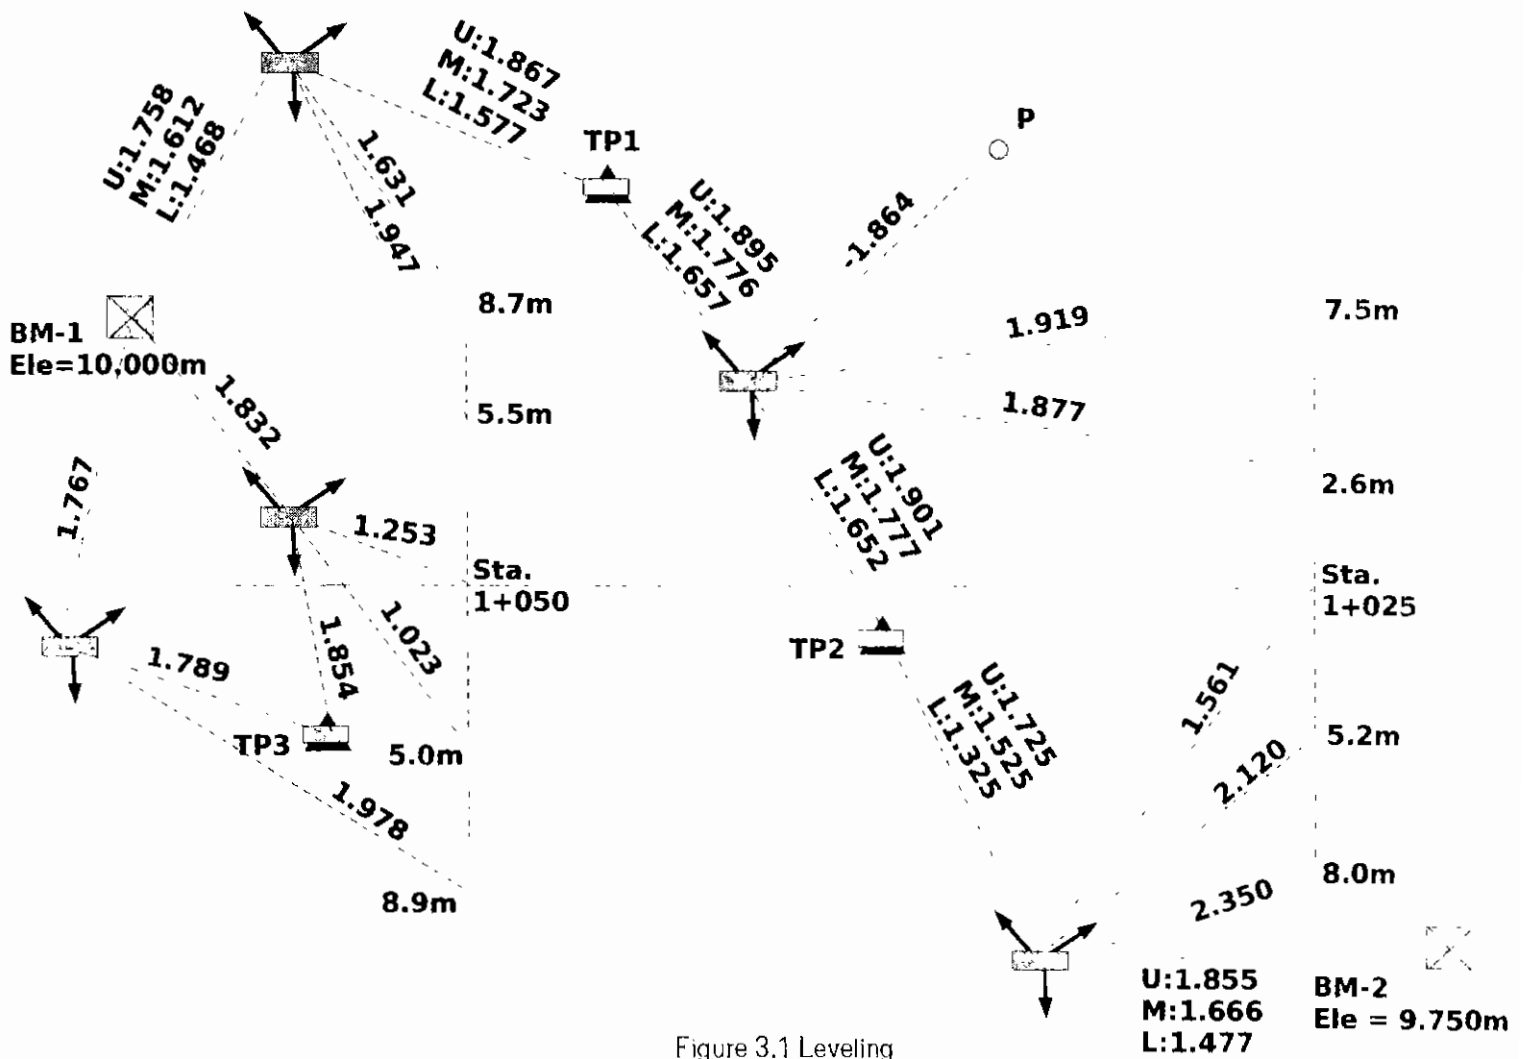 U:1.867
M:1.723
L:1.577
U:1.758
M:1.612
L:1.468
1.631
1.947
TP1
P
U:1.895
M:1.776
L:1.657
-1.864
8.7m
1.919
7.5m
BM-1
Ele=10,000m
1.832
5.5m
1.877
U:1.901
M:1.777
L:1.652
2.6m
1.767
1.253
Sta.
1+050
Sta.
1+025
1.023
1.854
1.789
TP2
TP3
5.0m
U:1.725
M:1.525
L:1.325
1.561
5.2m
2.120
1.978
8.9m
8.0m
2.350
U:1.855
M:1.666
L:1.477
BM-2
Ele = 9.750m
Figure 3.1 Leveling